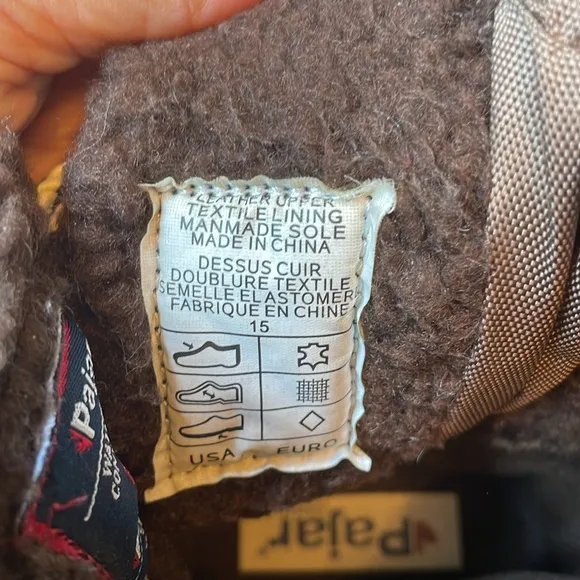 LEATHER UPPER
TEXTILE LINING
MANMADE SOLE
MADE IN CHINA
DESSUS CUIR
DOUBLURE TEXTILE
SEMELLE ELASTOMER
FABRIQUE EN CHINE
15
USA EURO
Pajar
Pajar